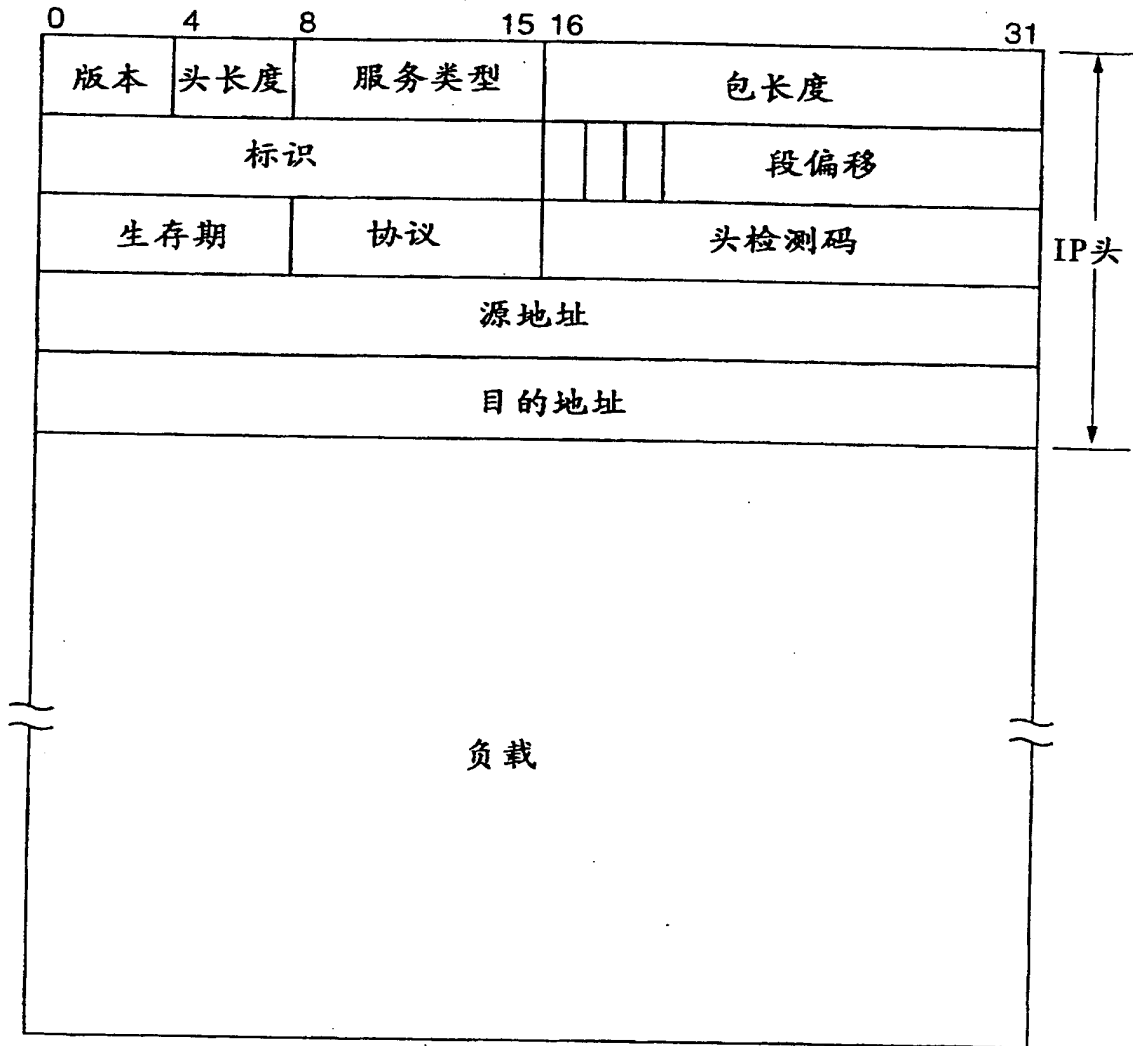 0 4 8 15 16 31
版本 头长度 服务类型 包长度
标识 段偏移
生存期 协议 头检测码
IP头
源地址
目的地址
负载